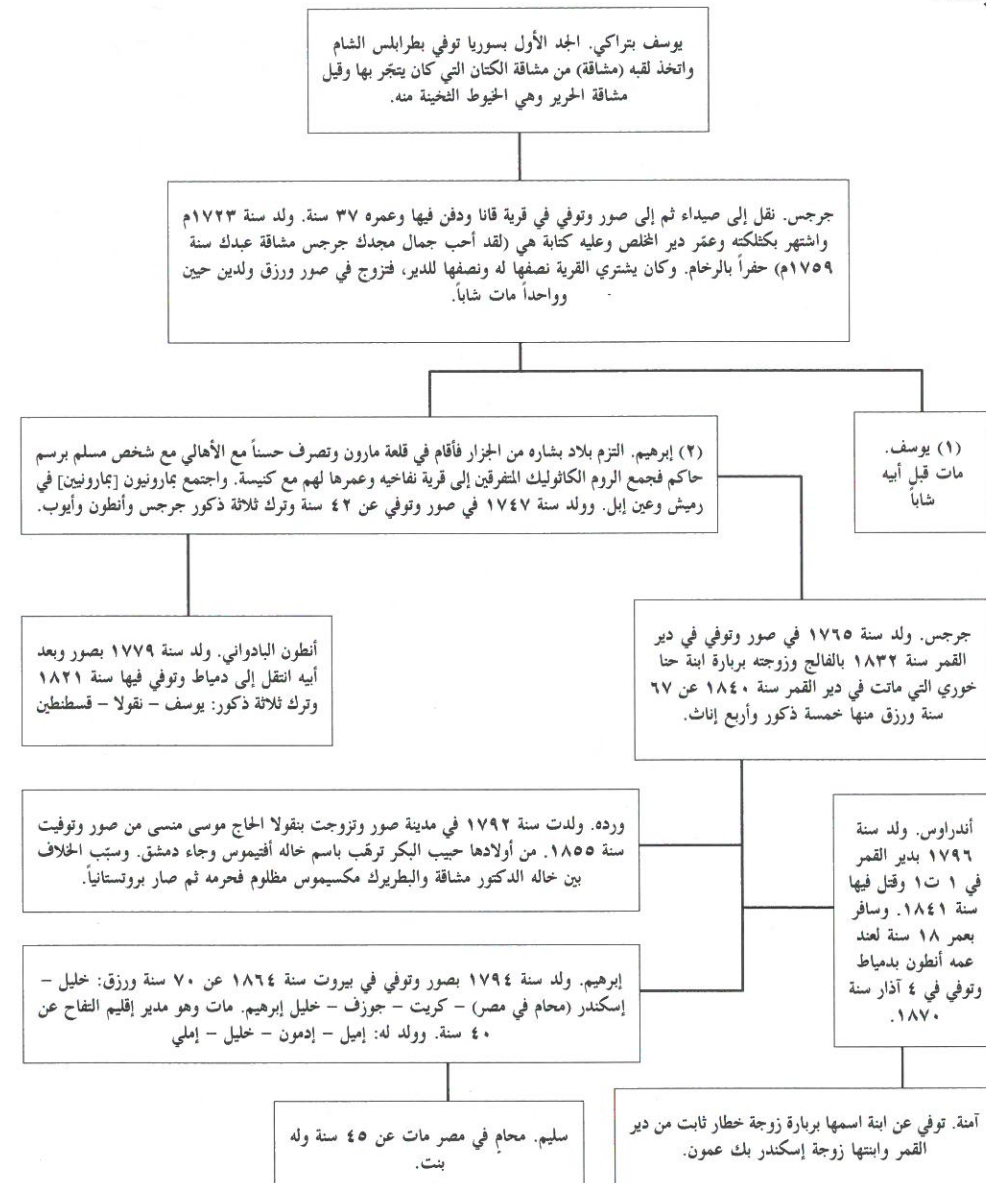 يوسف بتراكي. الجد الأول بسوريا توفي بطرابلس الشام
واتخذ لقبه (مشاقة) من مشاقة الكتان التي كان يتجّر بها وقيل
مشاقة الحرير وهي الخيوط الثخينة منه.
جرجس. نقل إلى صيداء ثم إلى صور وتوفي في قرية قانا ودفن فيها وعمره ٣٧ سنة. ولد سنة ١٧٢٣م
واشتهر بكثلكته وعمّر دير المخلص وعليه كتابة هي (لقد أحب جمال مجدك جرجس مشاقة عبدك سنة
١٧٥٩م) حفراً بالرخام. وكان يشتري القرية نصفها له ونصفها للدير، فتزوج في صور ورزق ولدين حيين
وواحداً مات شاباً.
(١) يوسف.
مات قبل أبيه
شاباً
(٢) إبرهيم. التزم بلاد بشاره من الجزار فأقام في قلعة مارون وتصرف حسناً مع الأهالي مع شخص مسلم برسم
حاكم فجمع الروم الكاثوليك المتفرقين إلى قرية نفاخيه وعمرها لهم مع كنيسة. واجتمع بمارونيون [بمارونيين] في
رميش وعين إبل. وولد سنة ١٧٤٧ في صور وتوفي عن ٤٢ سنة وترك ثلاثة ذكور جرجس وأنطون وأيوب.
جرجس. ولد سنة ١٧٦٥ في صور وتوفي في دير
القمر سنة ١٨٣٢ بالفالج وزوجته بربارة ابنة حنا
خوري التي ماتت في دير القمر سنة ١٨٤٠ عن ٦٧
سنة ورزق منها خمسة ذكور وأربع إناث.
أنطون البادواني. ولد سنة ١٧٧٩ بصور وبعد
أبيه انتقل إلى دمياط وتوفي فيها سنة ١٨٢١
وترك ثلاثة ذكور: يوسف – نقولا – قسطنطين
أندراوس. ولد سنة
١٧٩٦ بدير القمر
في ١ ت١ وقتل فيها
سنة ١٨٤١. وسافر
بعمر ١٨ سنة لعند
عمه أنطون بدمياط
وتوفي في ٤ آذار سنة
١٨٧٠.
ورده. ولدت سنة ١٧٩٢ في مدينة صور وتزوجت بنقولا الحاج موسى منسى من صور وتوفيت
سنة ١٨٥٥. من أولادها حبيب البكر ترهّب باسم خاله أفتيموس وجاء دمشق. وسبّب الخلاف
بين خاله الدكتور مشاقة والبطريرك مكسيموس مظلوم فحرمه ثم صار بروتستانياً.
إبرهيم. ولد سنة ١٧٩٤ بصور وتوفي في بيروت سنة ١٨٦٤ عن ٧٠ سنة ورزق: خليل –
إسكندر (محام في مصر) – كريت – جوزف – خليل إبرهيم. مات وهو مدير إقليم التفاح عن
٤٠ سنة. وولد له: إميل – إدمون – خليل – إملي
آمنة. توفي عن ابنة اسمها بربارة زوجة خطار ثابت من دير
القمر وابنتها زوجة إسكندر بك عمون.
سليم. محامٍ في مصر مات عن ٤٥ سنة وله
بنت.